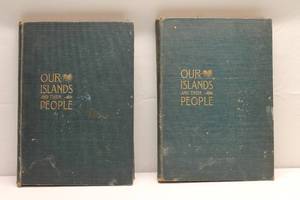 OUR
ISLANDS
AND THEIR
PEOPLE
OUR
ISLANDS
AND THEIR
PEOPLE